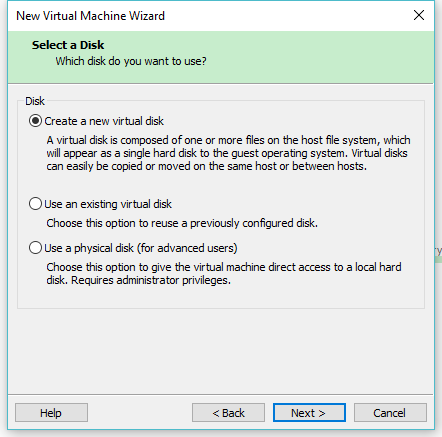 New Virtual Machine Wizard
Select a Disk
Which disk do you want to use?
Disk
Create a new virtual disk
A virtual disk is composed of one or more files on the host file system, which
will appear as a single hard disk to the guest operating system. Virtual disks
can easily be copied or moved on the same host or between hosts.
Use an existing virtual disk
Choose this option to reuse a previously configured disk.
Use a physical disk (for advanced users)
Choose this option to give the virtual machine direct access to a local hard
disk. Requires administrator privileges.
ry
Help
< Back
Next >
Cancel